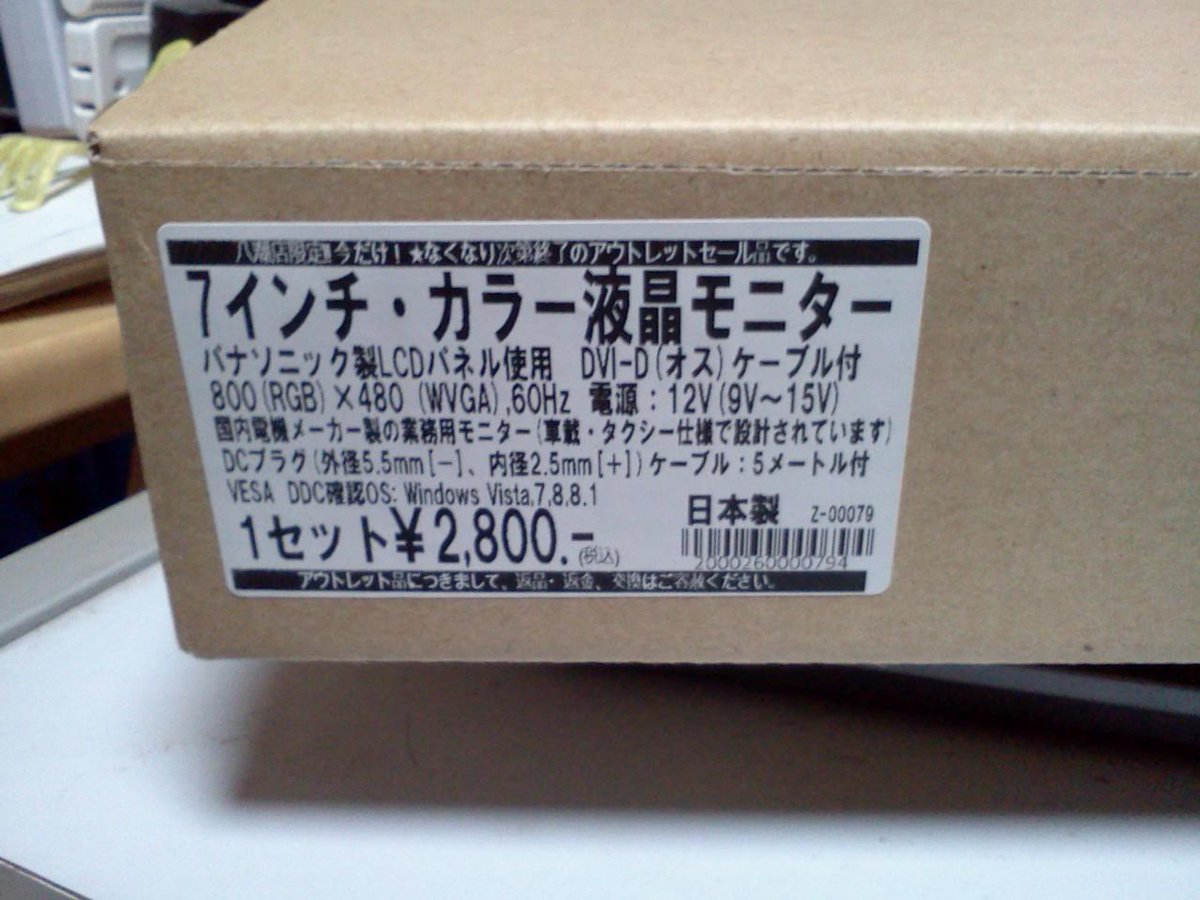 八潮店限定!!今だけ!★なくなり次第終了のアウトレットセール品です。
7インチ・カラー液晶モニター
パナソニック製LCDパネル使用 DVI-D(オス)ケーブル付
800(RGB)×480 (WVGA),60Hz 電源:12V(9V～15V)
国内電機メーカー製の業務用モニター(車載・タクシー仕様で設計されています)
DCプラグ(外径5.5mm[-]、内径2.5mm[+])ケーブル:5メートル付
VESA DDC確認OS: Windows Vista,7,8,8.1
日本製 Z-00079
1セット¥2,800.-(税込)
2000260000794
アウトレット品につきまして、返品・返金、交換はご容赦ください。